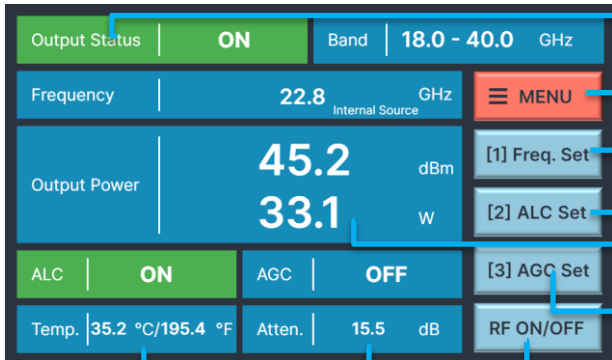 Output Status ON Band 18.0 - 40.0 GHz
Frequency 22.8 GHz ☰ MENU
Internal Source
45.2 dBm [1] Freq. Set
Output Power
33.1 W [2] ALC Set
ALC ON AGC OFF [3] AGC Set
Temp. 35.2 °C/195.4 °F Atten. 15.5 dB RF ON/OFF